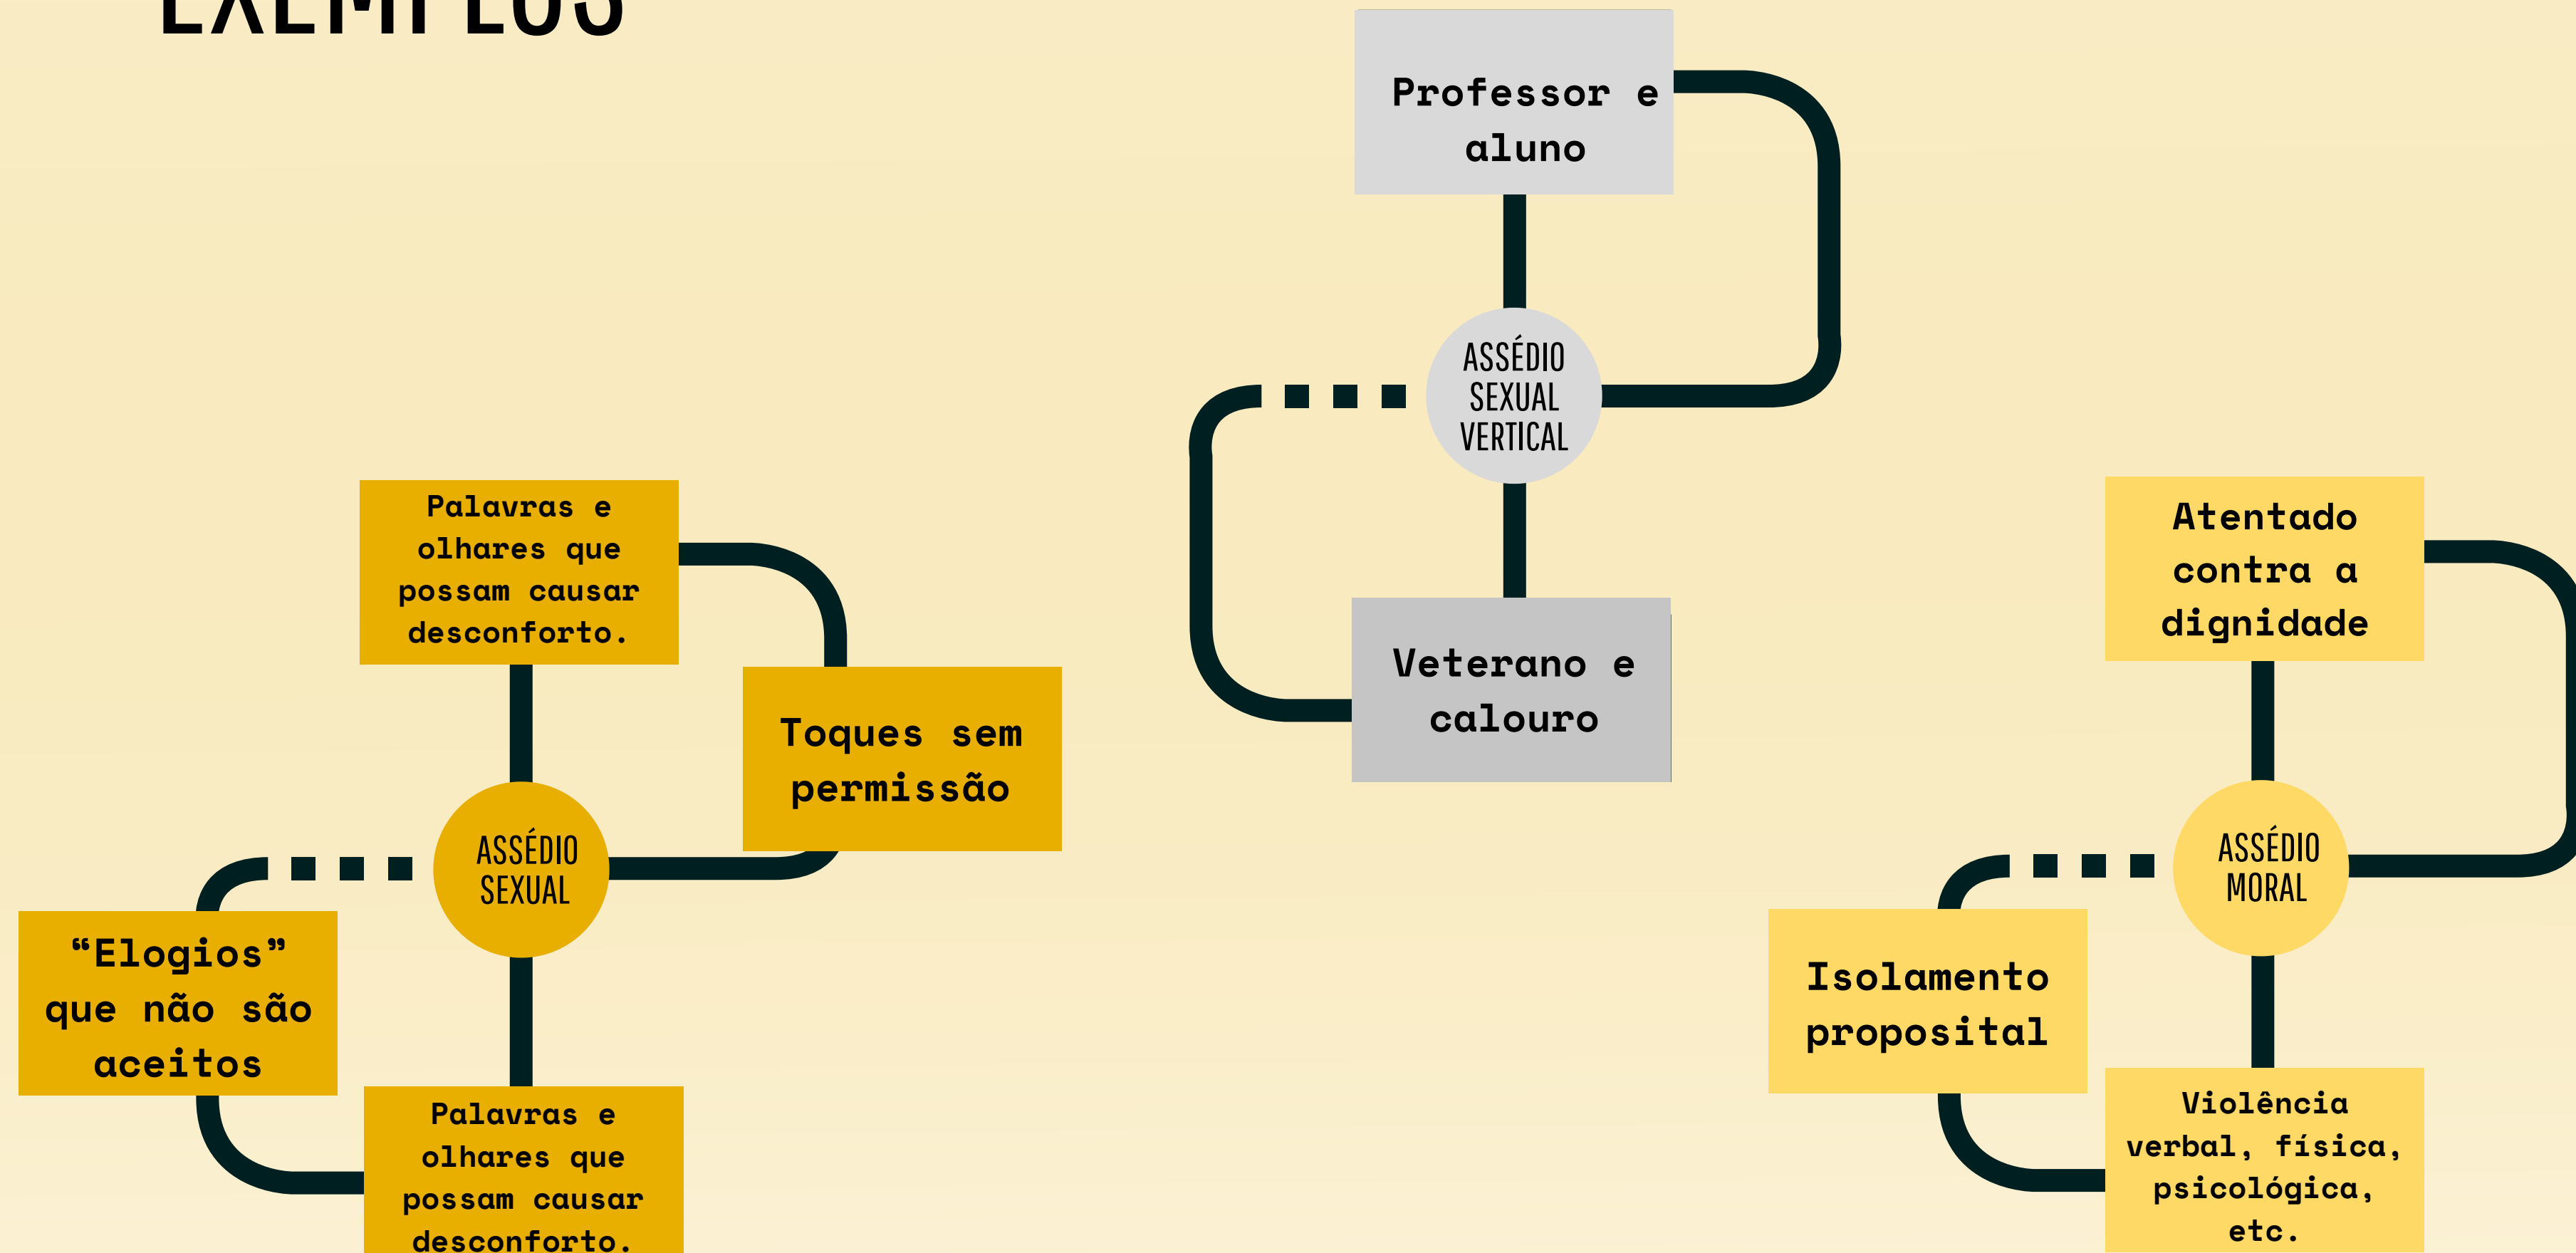 EXEMPLOS
Professor e
aluno
ASSÉDIO
SEXUAL
VERTICAL
Veterano e
calouro
Palavras e
olhares que
possam causar
desconforto.
Toques sem
permissão
ASSÉDIO
SEXUAL
“Elogios”
que não são
aceitos
Palavras e
olhares que
possam causar
desconforto.
Atentado
contra a
dignidade
ASSÉDIO
MORAL
Isolamento
proposital
Violência
verbal, física,
psicológica,
etc.